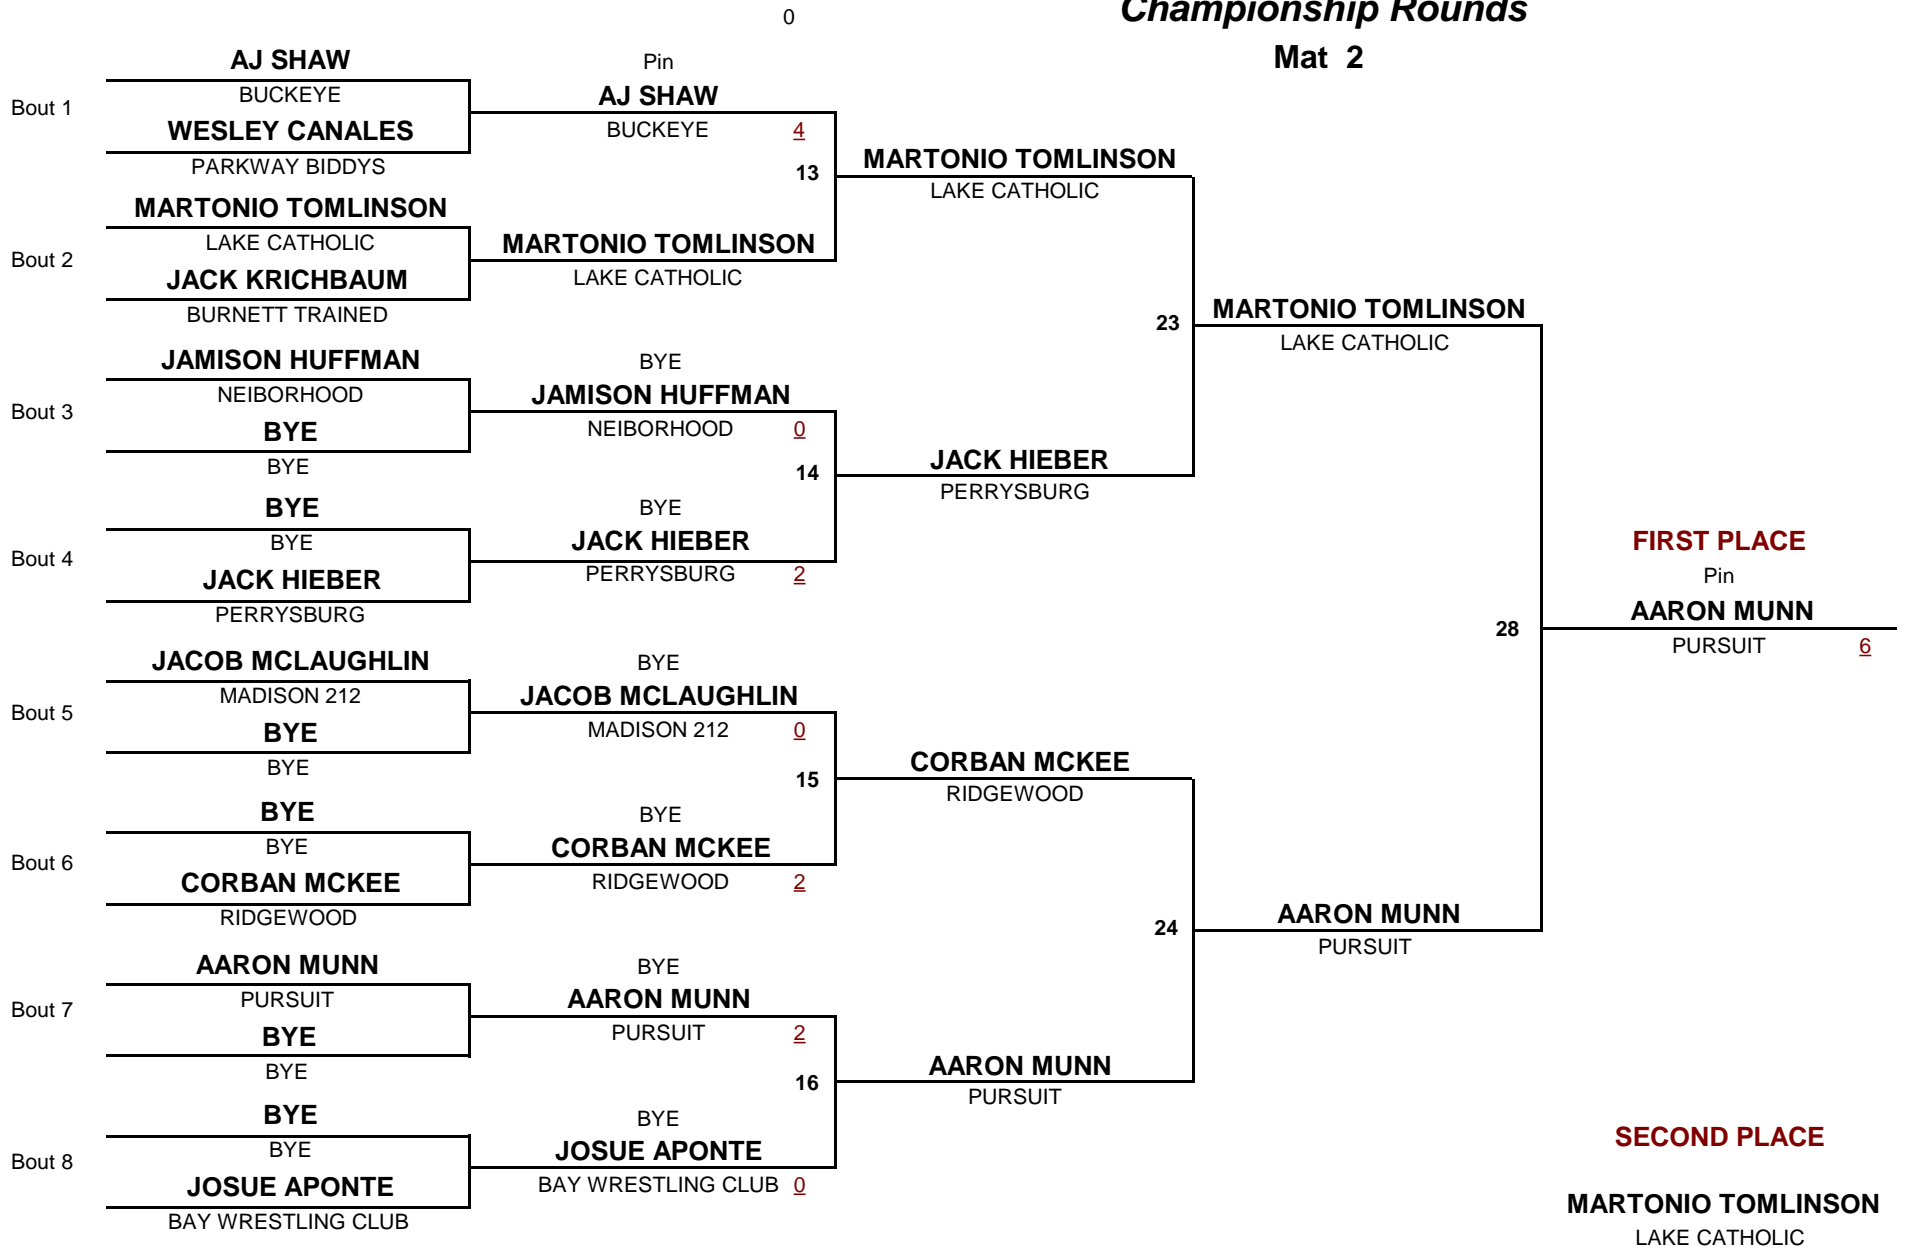 0
Championship Rounds
Mat 2
Bout 1
AJ SHAW
BUCKEYE
WESLEY CANALES
PARKWAY BIDDYS
Bout 2
MARTONIO TOMLINSON
LAKE CATHOLIC
JACK KRICHBAUM
BURNETT TRAINED
Bout 3
JAMISON HUFFMAN
NEIBORHOOD
BYE
BYE
Bout 4
BYE
BYE
JACK HIEBER
PERRYSBURG
Bout 5
JACOB MCLAUGHLIN
MADISON 212
BYE
BYE
Bout 6
BYE
BYE
CORBAN MCKEE
RIDGEWOOD
Bout 7
AARON MUNN
PURSUIT
BYE
BYE
Bout 8
BYE
BYE
JOSUE APONTE
BAY WRESTLING CLUB
Pin
AJ SHAW
BUCKEYE 4
13
MARTONIO TOMLINSON
LAKE CATHOLIC
BYE
JAMISON HUFFMAN
NEIBORHOOD 0
14
BYE
JACK HIEBER
PERRYSBURG 2
BYE
JACOB MCLAUGHLIN
MADISON 212 0
15
BYE
CORBAN MCKEE
RIDGEWOOD 2
BYE
AARON MUNN
PURSUIT 2
16
BYE
JOSUE APONTE
BAY WRESTLING CLUB 0
MARTONIO TOMLINSON
LAKE CATHOLIC
23
JACK HIEBER
PERRYSBURG
CORBAN MCKEE
RIDGEWOOD
24
AARON MUNN
PURSUIT
MARTONIO TOMLINSON
LAKE CATHOLIC
28
AARON MUNN
PURSUIT
FIRST PLACE
Pin
AARON MUNN
PURSUIT 6
SECOND PLACE
MARTONIO TOMLINSON
LAKE CATHOLIC